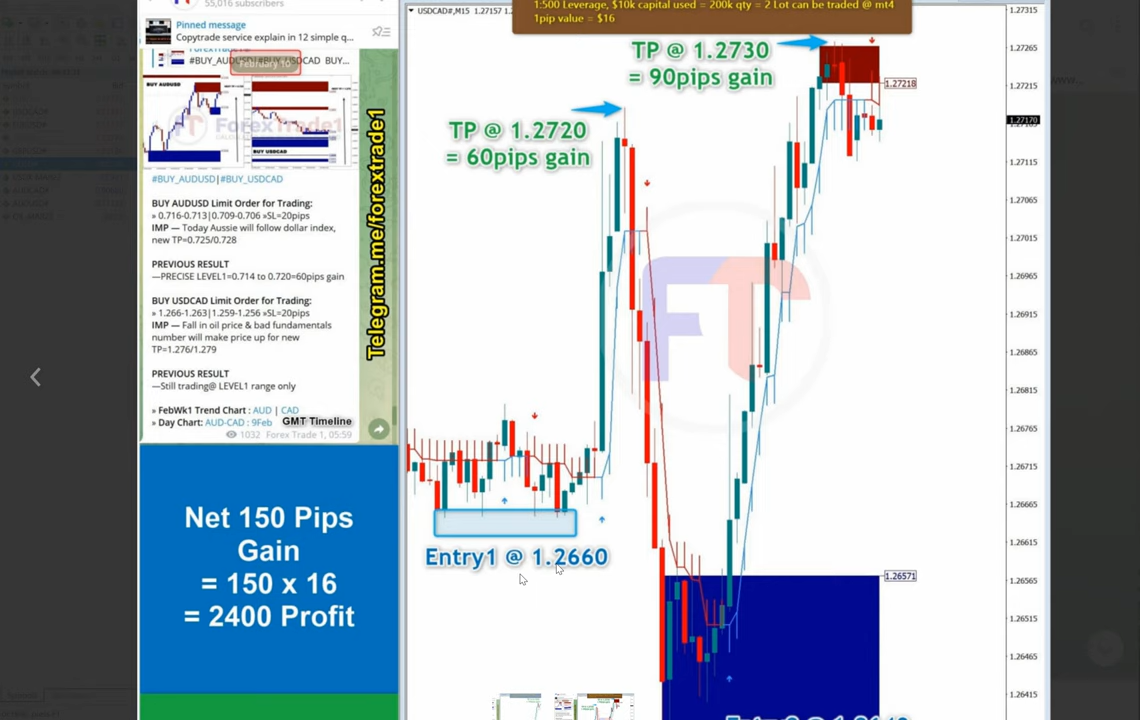 55,016 subscribers
Pinned message
Copytrade service explain in 12 simple q...
February 10
ForexTrade1
BUY AUDUSD
BUY USDCAD
#BUY_AUDUSD|#BUY_USDCAD
BUY AUDUSD Limit Order for Trading:
» 0.716-0.713|0.709-0.706 »SL=20pips
IMP — Today Aussie will follow dollar index,
new TP=0.725/0.728
PREVIOUS RESULT
—PRECISE LEVEL1=0.714 to 0.720=60pips gain
BUY USDCAD Limit Order for Trading:
» 1.266-1.263|1.259-1.256 »SL=20pips
IMP — Fall in oil price & bad fundamentals
number will make price up for new
TP=1.276/1.279
PREVIOUS RESULT
—Still trading@ LEVEL1 range only
» FebWk1 Trend Chart : AUD | CAD
» Day Chart: AUD-CAD : 9Feb
GMT Timeline
1032 Forex Trade 1, 05:59
Telegram.me/forextrade1
Net 150 Pips
Gain
= 150 x 16
= 2400 Profit
USDCAD#,M15 1.27157
1:500 Leverage, $10k capital used = 200k qty = 2 Lot can be traded @ mt4
1pip value = $16
TP @ 1.2730
= 90pips gain
TP @ 1.2720
= 60pips gain
FT
Entry1 @ 1.2660
1.27218
1.26571
1.27315
1.27265
1.27215
1.27170
1.27115
1.27065
1.27015
1.26965
1.26915
1.26865
1.26815
1.26765
1.26715
1.26665
1.26615
1.26565
1.26515
1.26465
1.26415